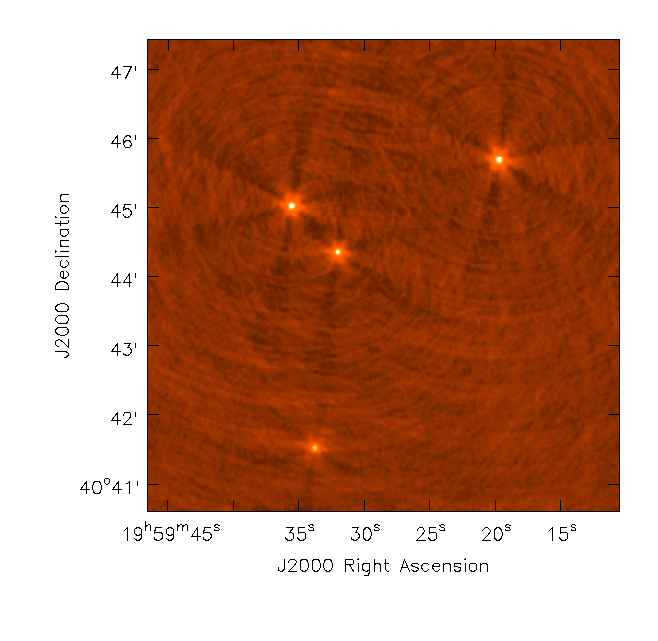 47'
46'
45'
44'
43'
42'
40°41'
19ʰ59ᵐ45ˢ 35ˢ 30ˢ 25ˢ 20ˢ 15ˢ
J2000 Right Ascension
J2000 Declination